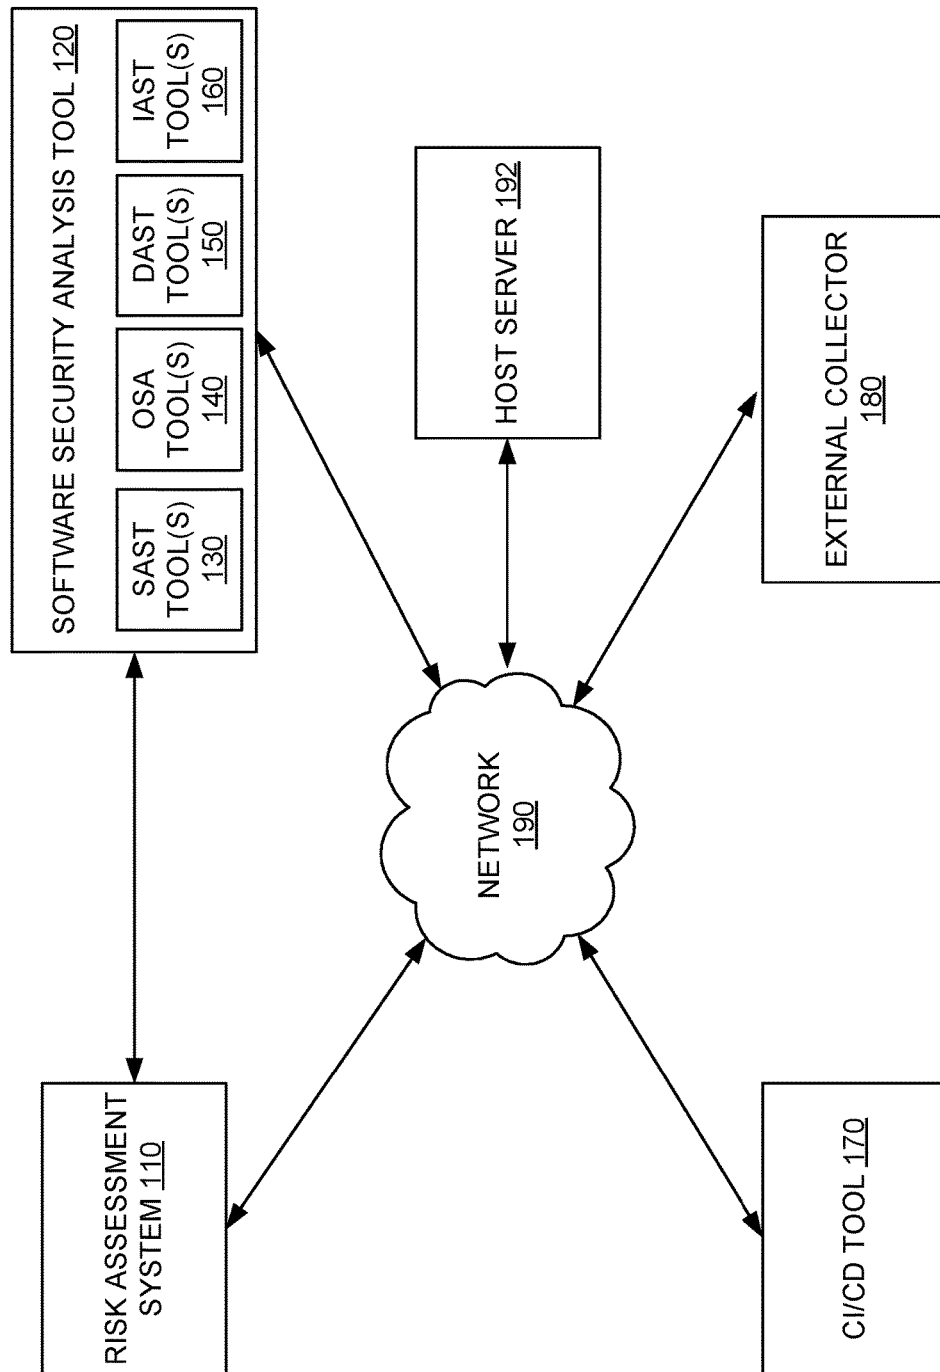 RISK ASSESSMENT
SYSTEM 110
SOFTWARE SECURITY ANALYSIS TOOL 120
SAST
TOOL(S)
130
OSA
TOOL(S)
140
DAST
TOOL(S)
150
IAST
TOOL(S)
160
NETWORK
190
HOST SERVER 192
CI/CD TOOL 170
EXTERNAL COLLECTOR
180